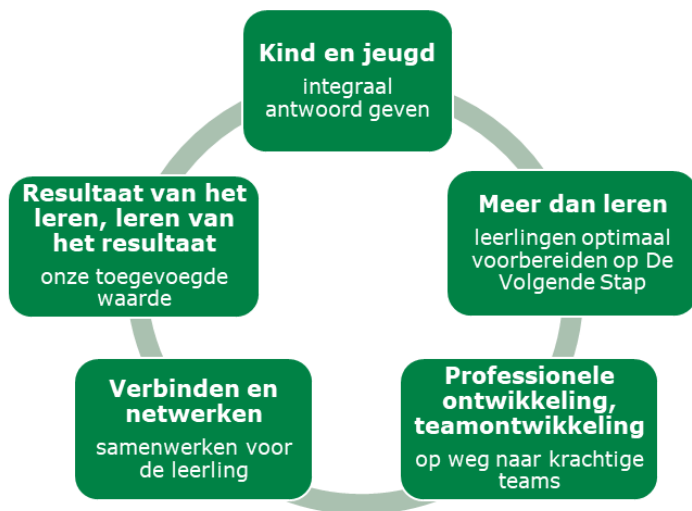 Kind en jeugd
integraal
antwoord geven
Meer dan leren
leerlingen optimaal
voorbereiden op De
Volgende Stap
Professionele
ontwikkeling,
teamontwikkeling
op weg naar krachtige
teams
Verbinden en
netwerken
samenwerken voor
de leerling
Resultaat van het
leren, leren van
het resultaat
onze toegevoegde
waarde